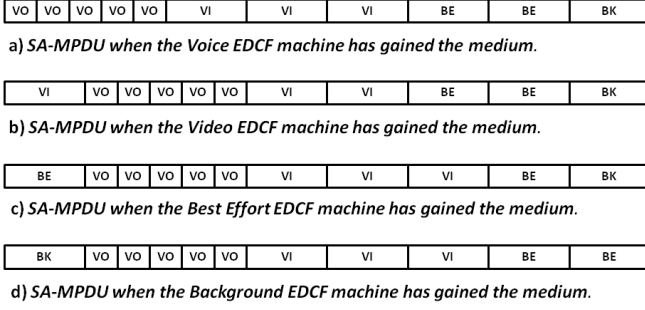 VO VO VO VO VO VI VI VI BE BE BK
a) SA-MPDU when the Voice EDCF machine has gained the medium.
VI VO VO VO VO VO VI VI BE BE BK
b) SA-MPDU when the Video EDCF machine has gained the medium.
BE VO VO VO VO VO VI VI VI BE BK
c) SA-MPDU when the Best Effort EDCF machine has gained the medium.
BK VO VO VO VO VO VI VI VI BE BE
d) SA-MPDU when the Background EDCF machine has gained the medium.